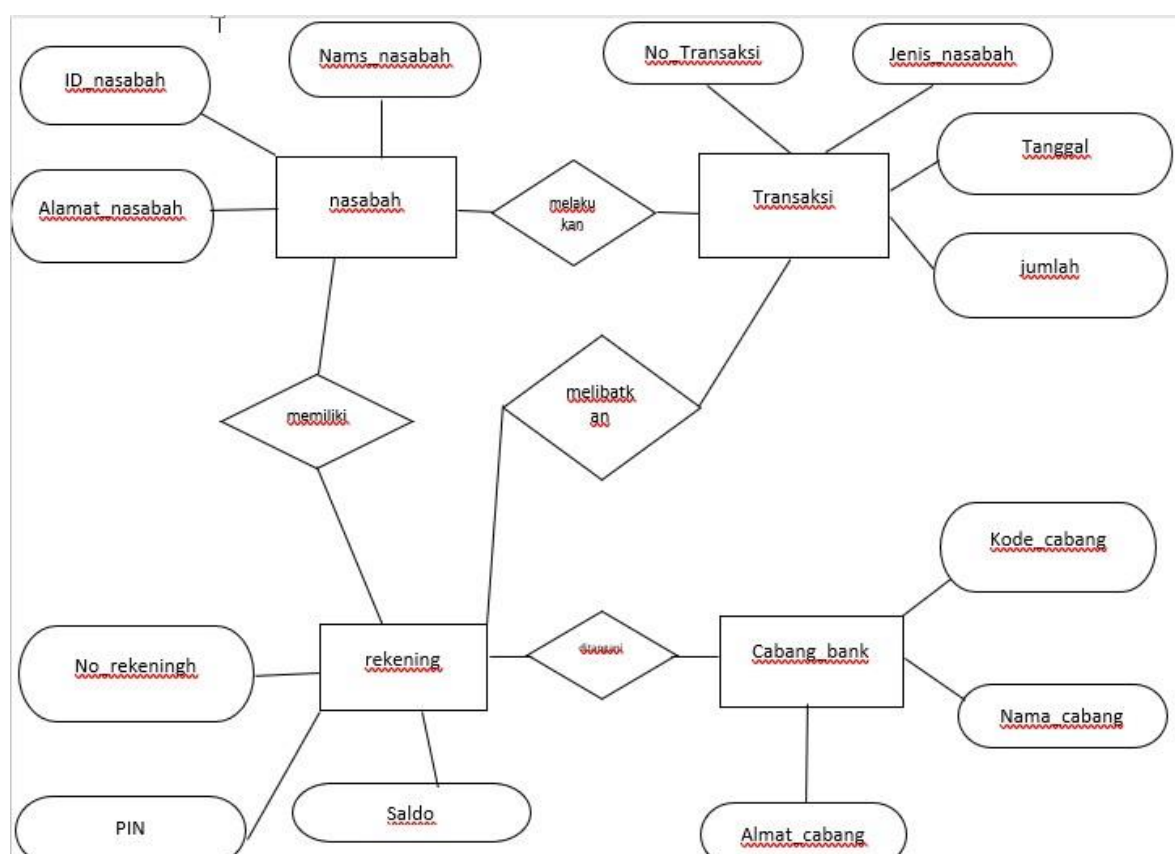 Nams_nasabah
No_Transaksi
Jenis_nasabah
ID_nasabah
Tanggal
Alamat_nasabah
nasabah
melaku
kan
Transaksi
jumlah
memiliki
melibatk
an
Kode_cabang
No_rekeningh
rekening
Cabang_bank
Nama_cabang
PIN
Saldo
Almat_cabang